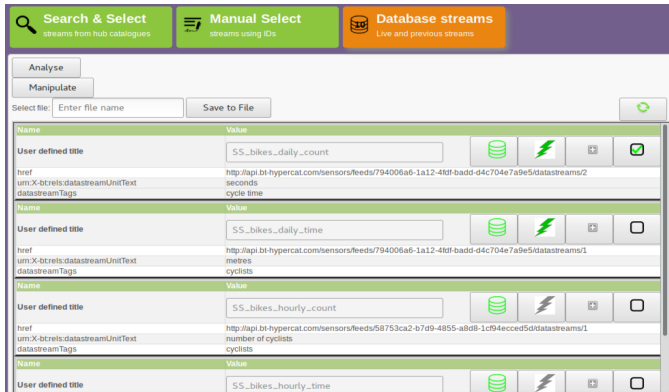 Search & Select
streams from hub catalogues
Manual Select
streams using IDs
Database streams
Live and previous streams
Analyse
Manipulate
Select file: Enter file name Save to File
Name Value
User defined title SS_bikes_daily_count
href http://api.bt-hypercat.com/sensors/feeds/794006a6-1a12-4fdf-badd-d4c704e7a9e5/datastreams/2
urn:X-bt:rels:datastreamUnitText seconds
datastreamTags cycle time
Name Value
User defined title SS_bikes_daily_time
href http://api.bt-hypercat.com/sensors/feeds/794006a6-1a12-4fdf-badd-d4c704e7a9e5/datastreams/1
urn:X-bt:rels:datastreamUnitText metres
datastreamTags cyclists
Name Value
User defined title SS_bikes_hourly_count
href http://api.bt-hypercat.com/sensors/feeds/58753ca2-b7d9-4855-a8d8-1cf94ecced5d/datastreams/1
urn:X-bt:rels:datastreamUnitText number of cyclists
datastreamTags cyclists
Name Value
User defined title SS_bikes_hourly_time